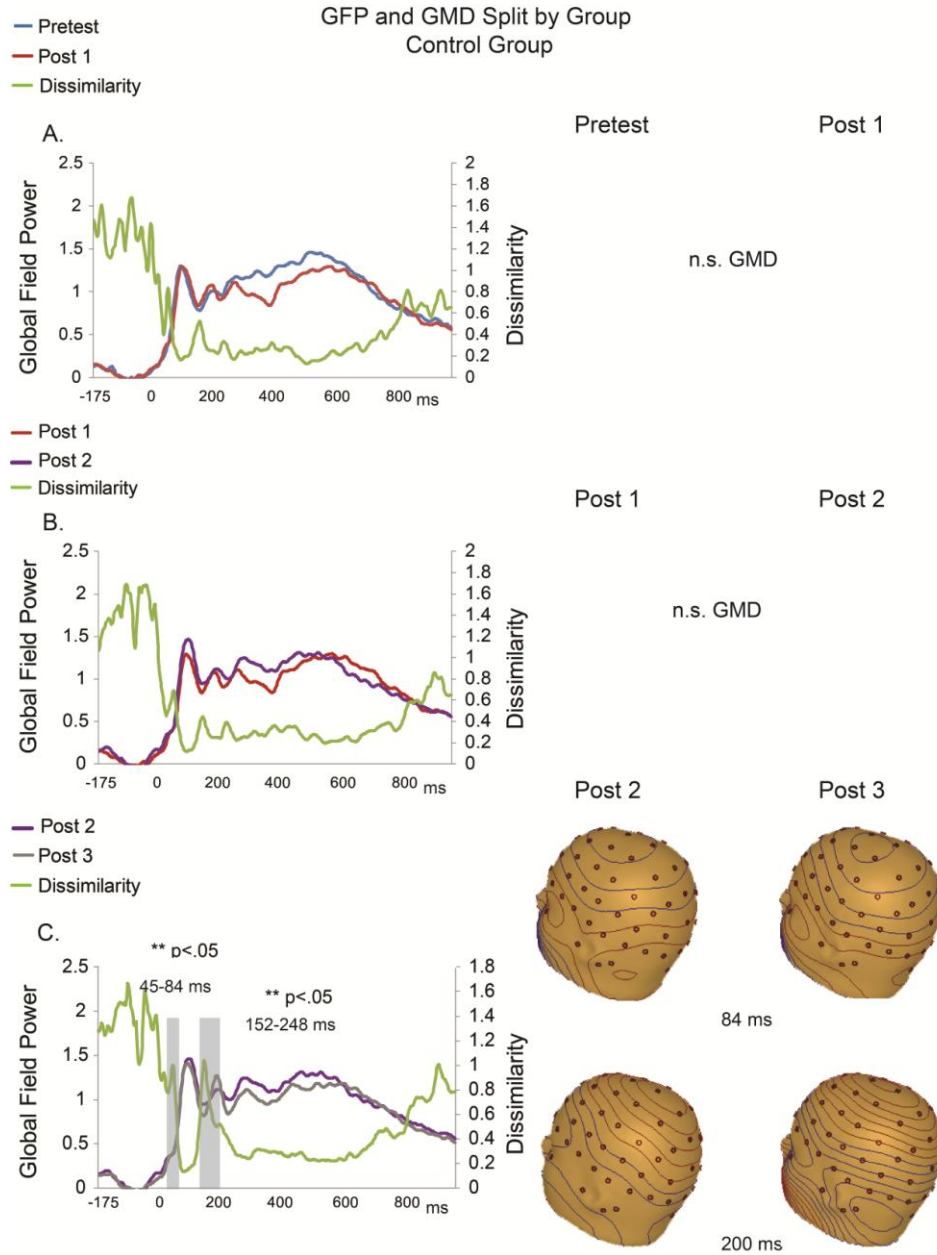 GFP and GMD Split by Group
Control Group
Pretest
Post 1
Dissimilarity
A.
Pretest
Post 1
Global Field Power
2.5
2
1.5
1
0.5
0
2
1.8
1.6
1.4
1.2
1
0.8
0.6
0.4
0.2
0
Dissimilarity
-175
0
200
400
600
800
ms
n.s. GMD
Post 1
Post 2
Dissimilarity
B.
Post 1
Post 2
Global Field Power
2.5
2
1.5
1
0.5
0
2
1.8
1.6
1.4
1.2
1
0.8
0.6
0.4
0.2
0
Dissimilarity
-175
0
200
400
600
800
ms
n.s. GMD
Post 2
Post 3
Dissimilarity
C.
Post 2
Post 3
** p<.05
45-84 ms
** p<.05
152-248 ms
Global Field Power
2.5
2
1.5
1
0.5
0
1.8
1.6
1.4
1.2
1
0.8
0.6
0.4
0.2
0
Dissimilarity
-175
0
200
400
600
800
ms
84 ms
200 ms